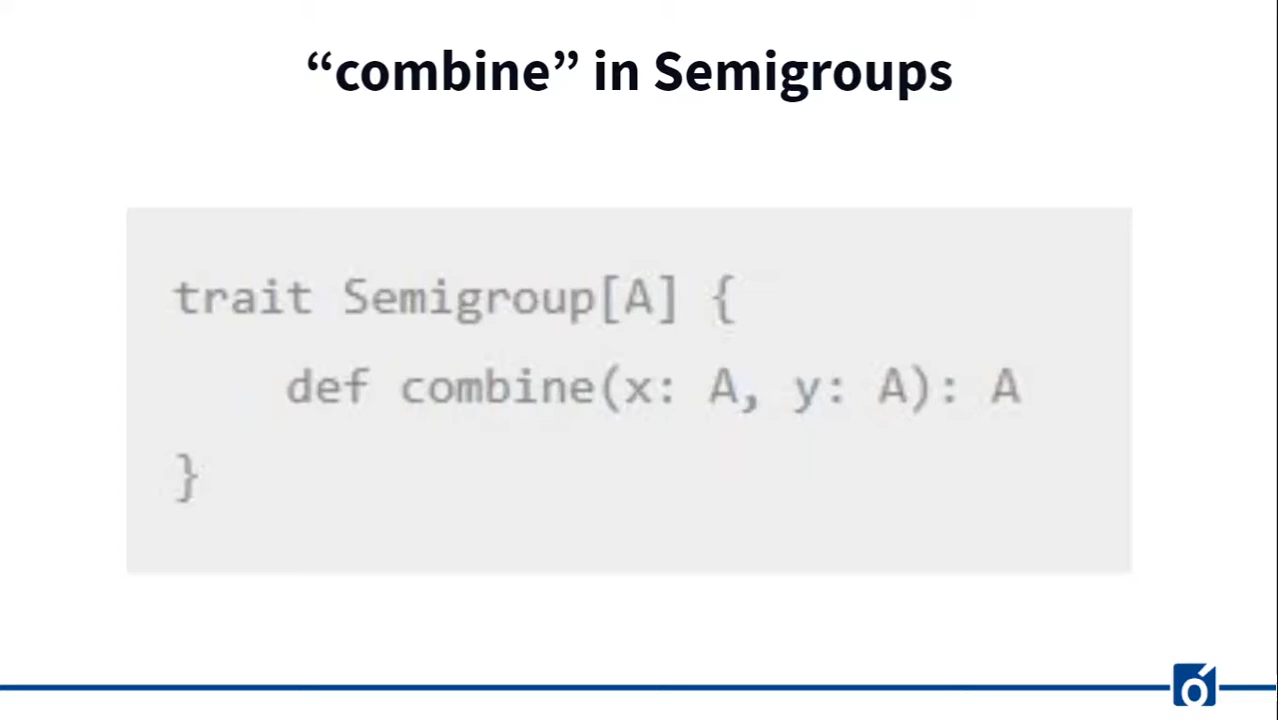 “combine” in Semigroups
trait Semigroup[A] {
    def combine(x: A, y: A): A
}